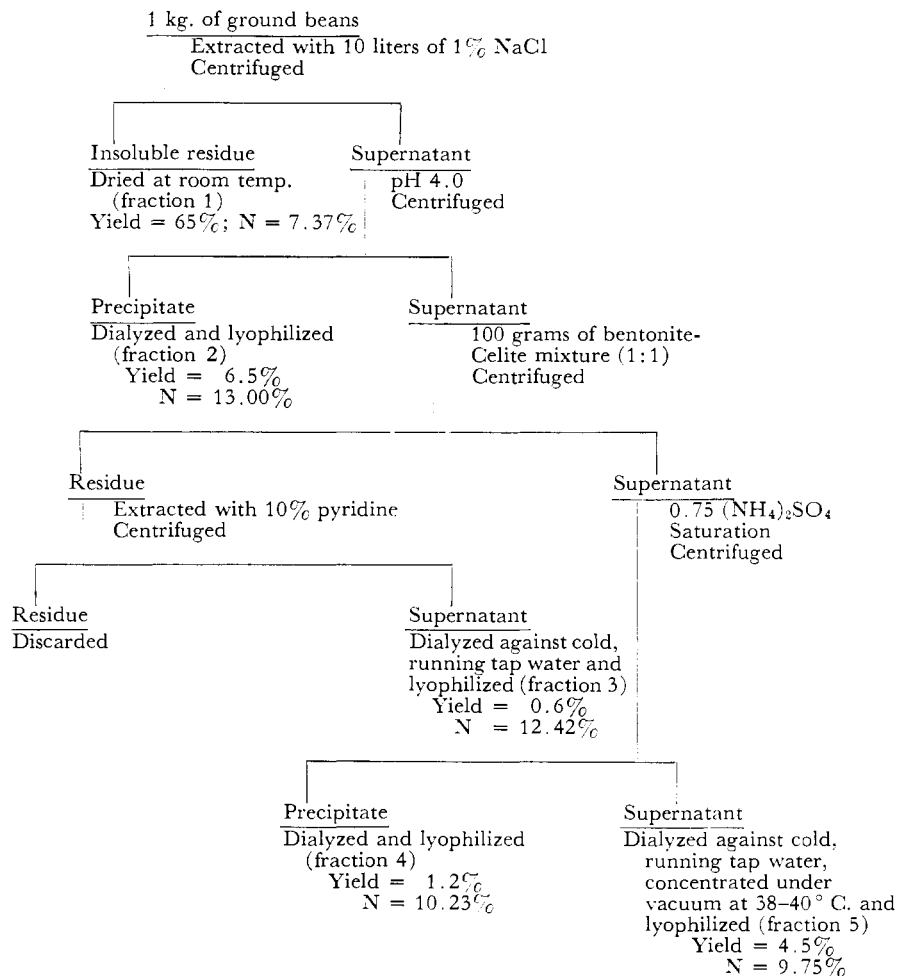 1 kg. of ground beans
Extracted with 10 liters of 1% NaCl
Centrifuged
Insoluble residue
Dried at room temp.
(fraction 1)
Yield = 65%; N = 7.37%
Supernatant
pH 4.0
Centrifuged
Precipitate
Dialyzed and lyophilized
(fraction 2)
Yield = 6.5%
N = 13.00%
Supernatant
100 grams of bentonite-
Celite mixture (1:1)
Centrifuged
Residue
Extracted with 10% pyridine
Centrifuged
Supernatant
0.75 (NH₄)₂SO₄
Saturation
Centrifuged
Residue
Discarded
Supernatant
Dialyzed against cold,
running tap water and
lyophilized (fraction 3)
Yield = 0.6%
N = 12.42%
Precipitate
Dialyzed and lyophilized
(fraction 4)
Yield = 1.2%
N = 10.23%
Supernatant
Dialyzed against cold,
running tap water,
concentrated under
vacuum at 38–40° C. and
lyophilized (fraction 5)
Yield = 4.5%
N = 9.75%